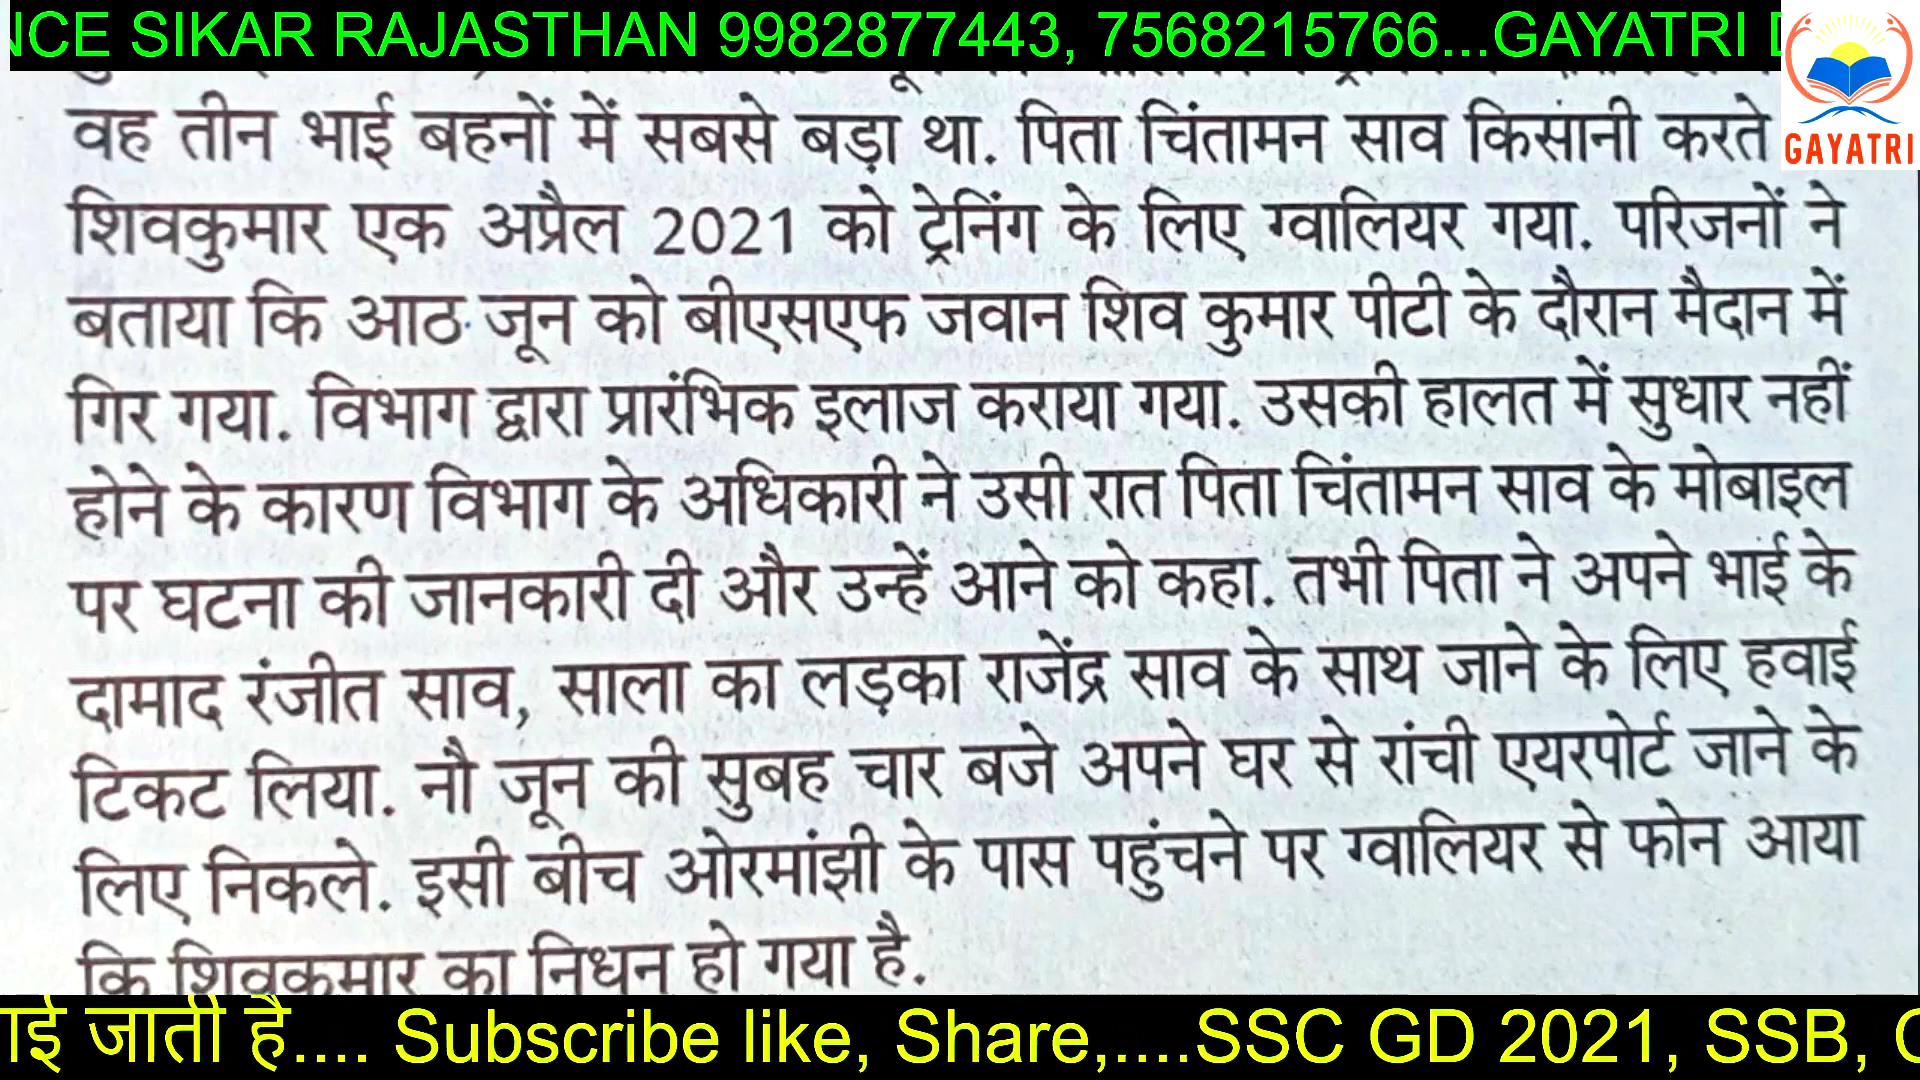 NCE SIKAR RAJASTHAN 9982877443, 7568215766...GAYATRI
GAYATRI
वह तीन भाई बहनों में सबसे बड़ा था. पिता चिंतामन साव किसानी करते
शिवकुमार एक अप्रैल 2021 को ट्रेनिंग के लिए ग्वालियर गया. परिजनों ने
बताया कि आठ जून को बीएसएफ जवान शिव कुमार पीटी के दौरान मैदान में
गिर गया. विभाग द्वारा प्रारंभिक इलाज कराया गया. उसकी हालत में सुधार नहीं
होने के कारण विभाग के अधिकारी ने उसी रात पिता चिंतामन साव के मोबाइल
पर घटना की जानकारी दी और उन्हें आने को कहा. तभी पिता ने अपने भाई के
दामाद रंजीत साव, साला का लड़का राजेंद्र साव के साथ जाने के लिए हवाई
टिकट लिया. नौ जून की सुबह चार बजे अपने घर से रांची एयरपोर्ट जाने के
लिए निकले. इसी बीच ओरमांझी के पास पहुंचने पर ग्वालियर से फोन आया
कि शिवकुमार का निधन हो गया है.
ाई जाती है.... Subscribe like, Share,....SSC GD 2021, SSB,